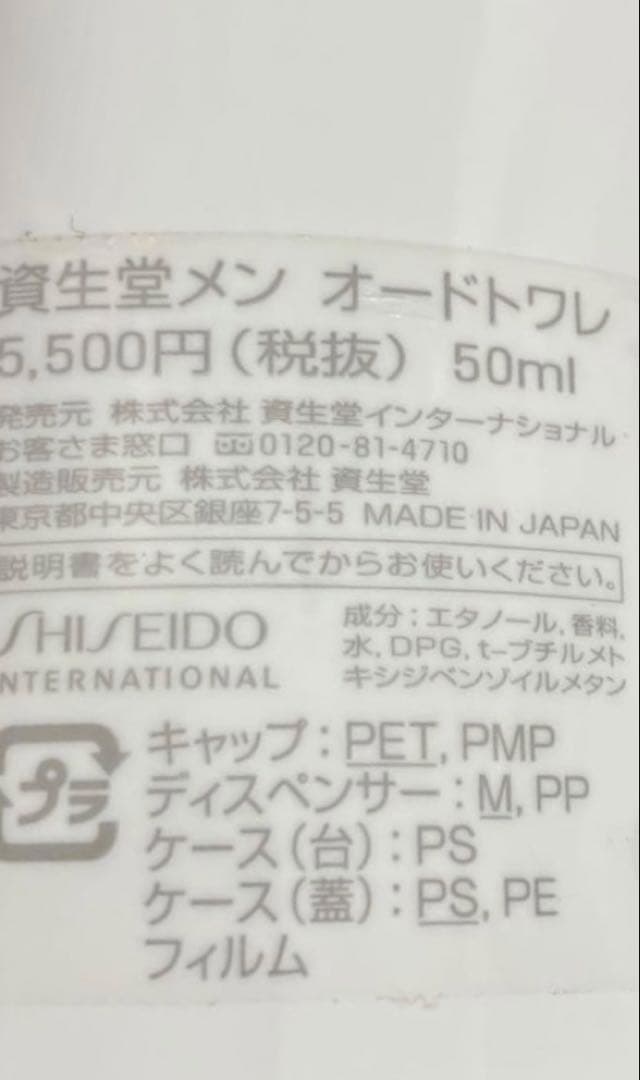 資生堂メン オードトワレ
5,500円(税抜) 50ml
発売元 株式会社 資生堂インターナショナル
お客さま窓口 0120-81-4710
製造販売元 株式会社 資生堂
東京都中央区銀座7-5-5 MADE IN JAPAN
説明書をよく読んでからお使いください。
SHISEIDO
INTERNATIONAL
成分:エタノール, 香料,
水, DPG, t-ブチルメト
キシジベンゾイルメタン
プラ
キャップ:PET, PMP
ディスペンサー:M, PP
ケース(台):PS
ケース(蓋):PS, PE
フィルム